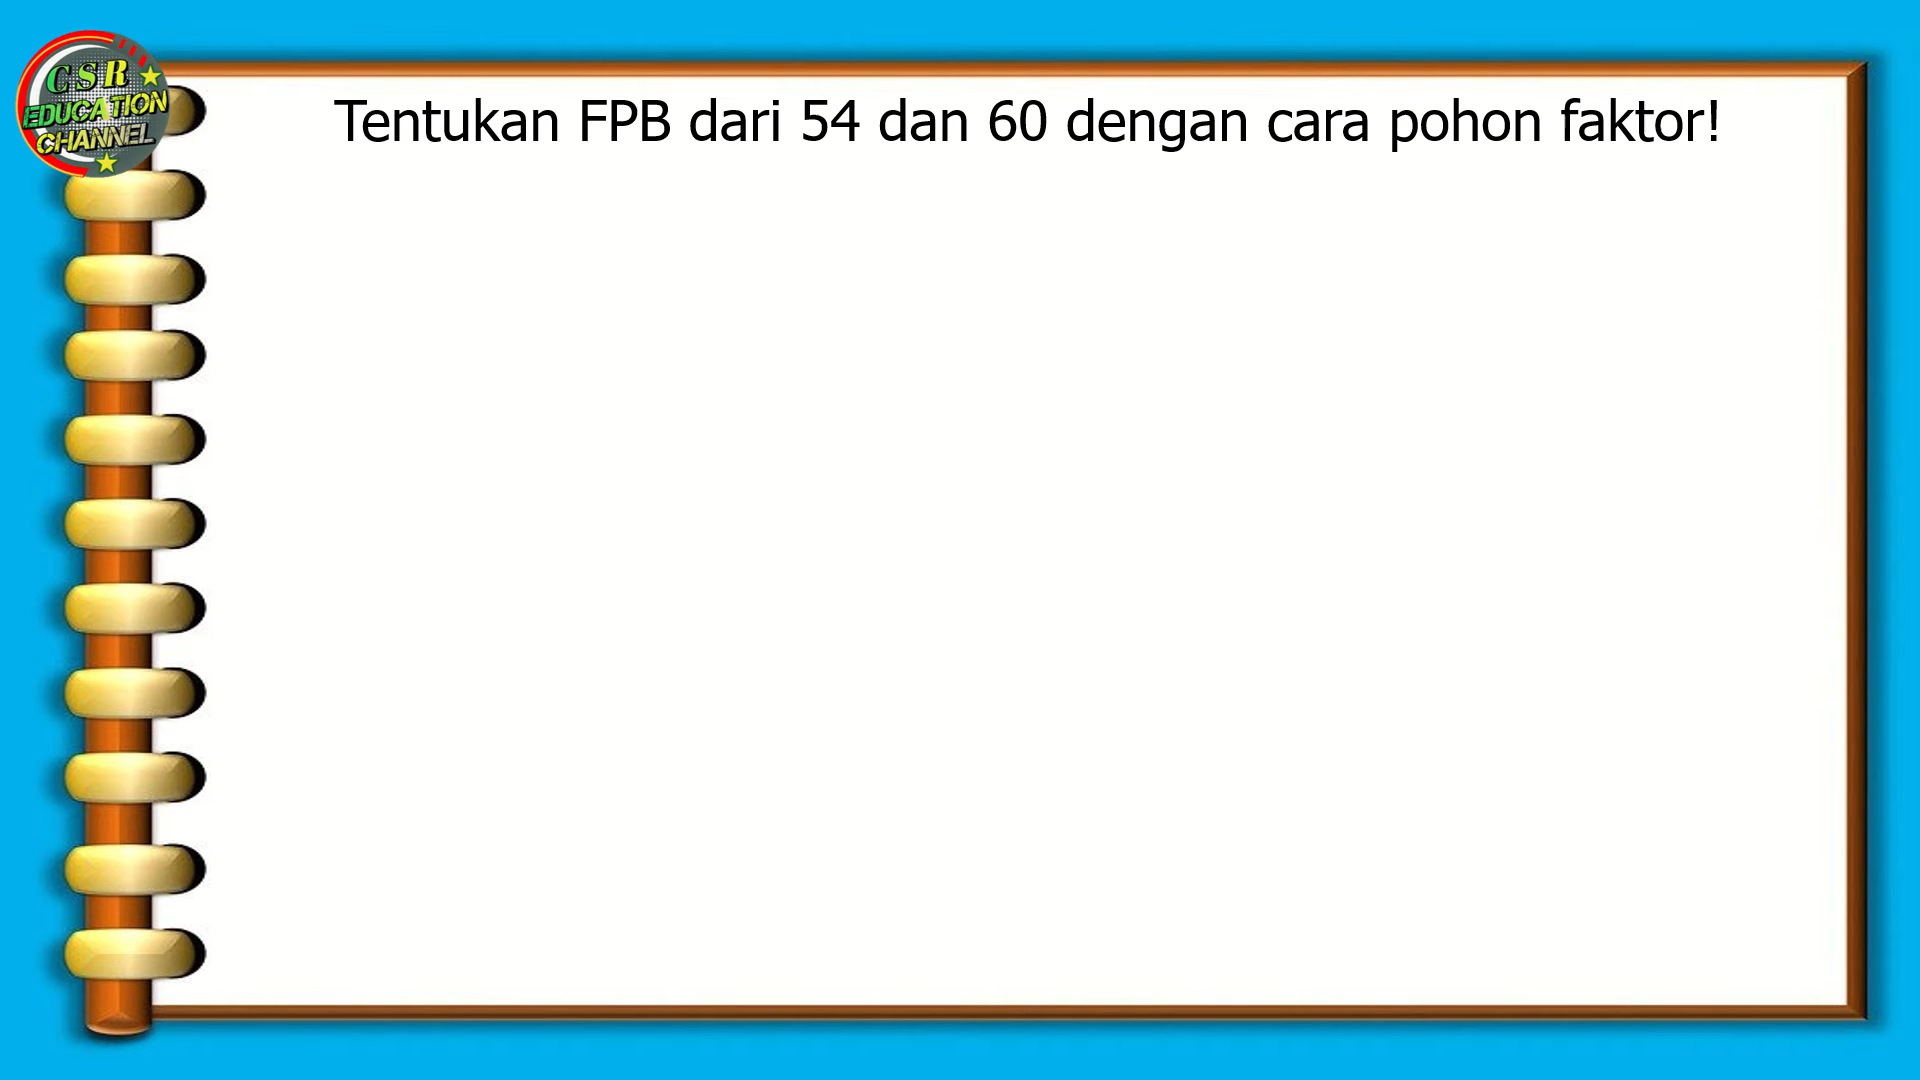 CSR
EDUCATION
CHANNEL
Tentukan FPB dari 54 dan 60 dengan cara pohon faktor!